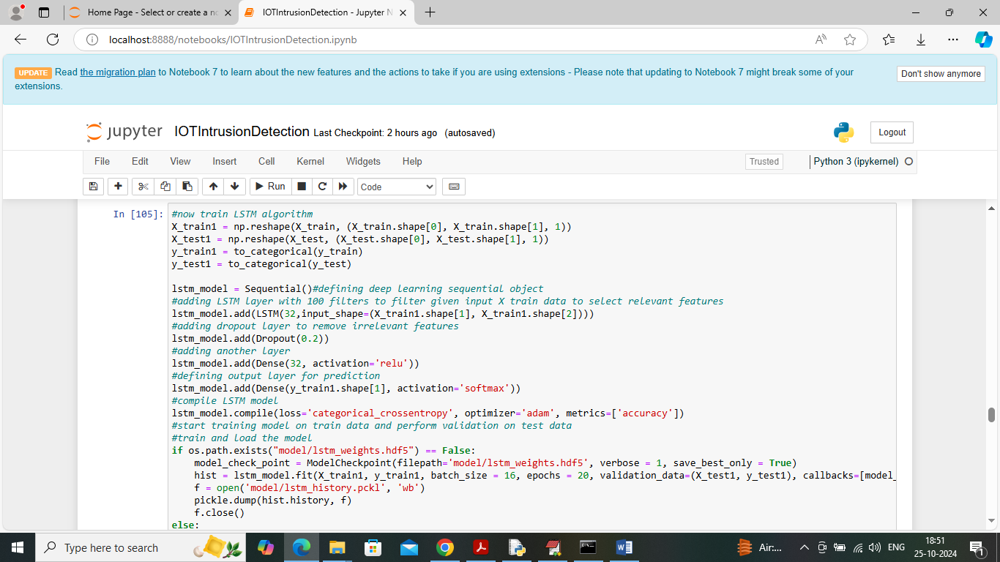 Home Page - Select or create a no
IOTIntrusionDetection - Jupyter N
localhost:8888/notebooks/IOTIntrusionDetection.ipynb
UPDATE Read the migration plan to Notebook 7 to learn about the new features and the actions to take if you are using extensions - Please note that updating to Notebook 7 might break some of your
extensions.
Don't show anymore
jupyter IOTIntrusionDetection Last Checkpoint: 2 hours ago (autosaved)
Logout
File Edit View Insert Cell Kernel Widgets Help
Trusted
Python 3 (ipykernel)
Run
Code
In [105]:
#now train LSTM algorithm
X_train1 = np.reshape(X_train, (X_train.shape[0], X_train.shape[1], 1))
X_test1 = np.reshape(X_test, (X_test.shape[0], X_test.shape[1], 1))
y_train1 = to_categorical(y_train)
y_test1 = to_categorical(y_test)
lstm_model = Sequential()#defining deep learning sequential object
#adding LSTM layer with 100 filters to filter given input X train data to select relevant features
lstm_model.add(LSTM(32,input_shape=(X_train1.shape[1], X_train1.shape[2])))
#adding dropout layer to remove irrelevant features
lstm_model.add(Dropout(0.2))
#adding another layer
lstm_model.add(Dense(32, activation='relu'))
#defining output layer for prediction
lstm_model.add(Dense(y_train1.shape[1], activation='softmax'))
#compile LSTM model
lstm_model.compile(loss='categorical_crossentropy', optimizer='adam', metrics=['accuracy'])
#start training model on train data and perform validation on test data
#train and load the model
if os.path.exists("model/lstm_weights.hdf5") == False:
    model_check_point = ModelCheckpoint(filepath='model/lstm_weights.hdf5', verbose = 1, save_best_only = True)
    hist = lstm_model.fit(X_train1, y_train1, batch_size = 16, epochs = 20, validation_data=(X_test1, y_test1), callbacks=[model_
    f = open('model/lstm_history.pckl', 'wb')
    pickle.dump(hist.history, f)
    f.close()
else:
Type here to search
Air:...
ENG
18:51
25-10-2024
1